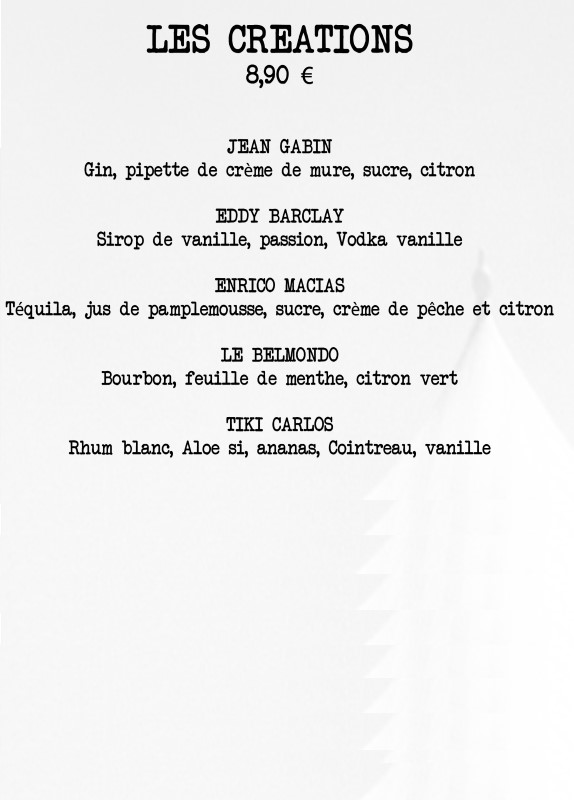 LES CREATIONS
8,90 €
JEAN GABIN
Gin, pipette de crème de mure, sucre, citron
EDDY BARCLAY
Sirop de vanille, passion, Vodka vanille
ENRICO MACIAS
Téquila, jus de pamplemousse, sucre, crème de pêche et citron
LE BELMONDO
Bourbon, feuille de menthe, citron vert
TIKI CARLOS
Rhum blanc, Aloe si, ananas, Cointreau, vanille